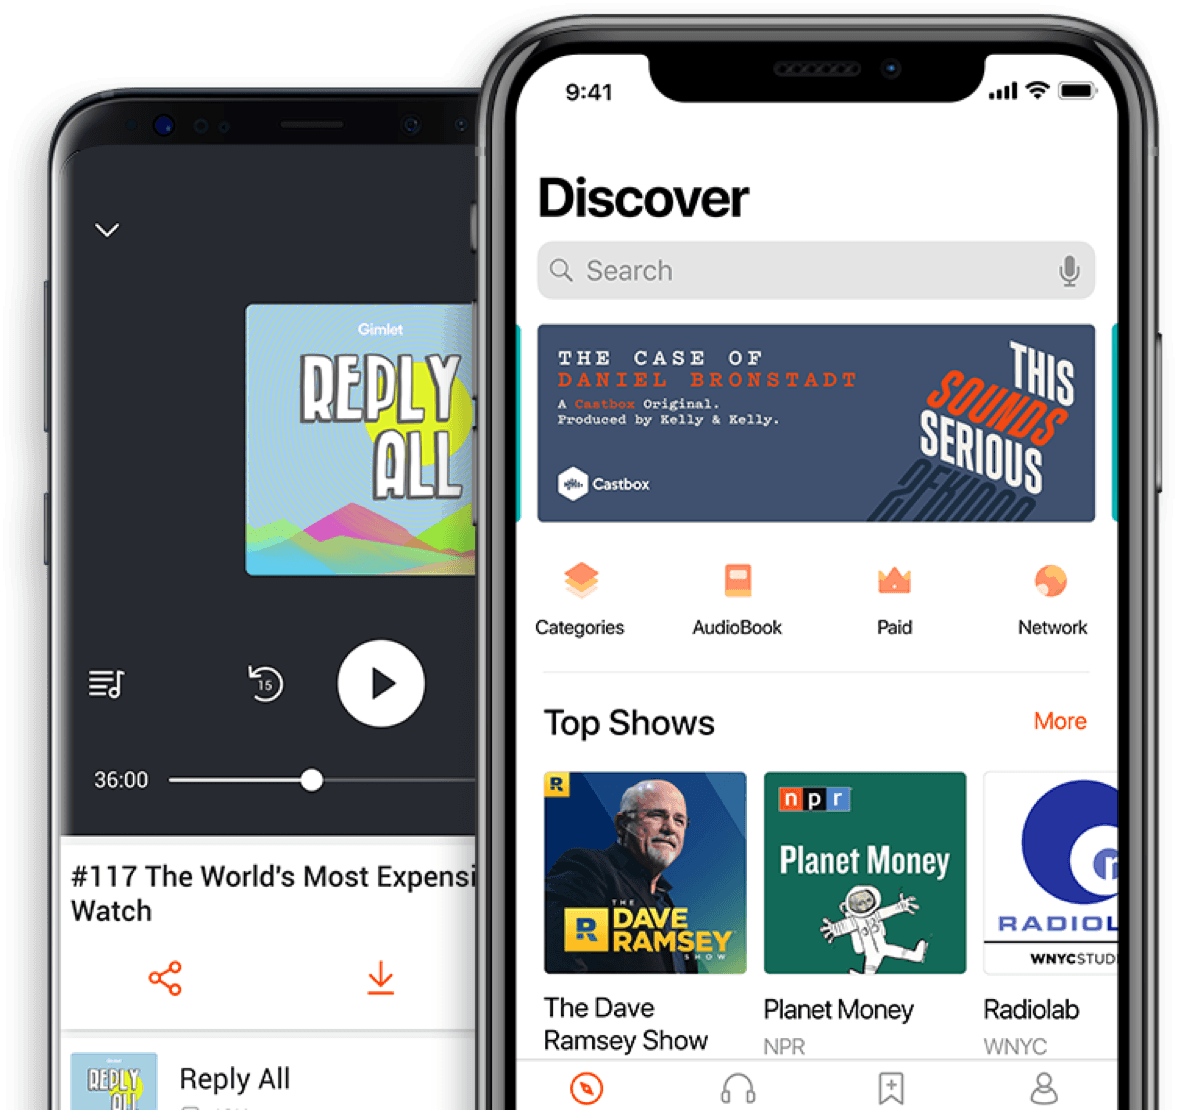 Gimlet
REPLY
ALL
15
36:00
#117 The World's Most Expensi
Watch
REPLY
ALL
Reply All
9:41
Discover
Search
THE CASE OF
DANIEL BRONSTADT
A Castbox Original.
Produced by Kelly & Kelly.
Castbox
THIS
SOUNDS
SERIOUS
Categories
AudioBook
Paid
Network
Top Shows
More
R
THE
R DAVE
RAMSEY
SHOW
npr
Planet Money
RADIOL
WNYCSTUD
The Dave
Ramsey Show
Planet Money
NPR
Radiolab
WNYC